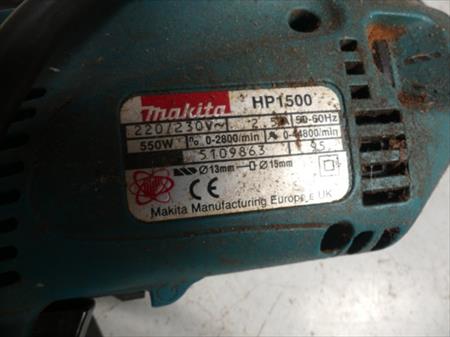 makita HP1500
220/230V~ 2,5A 50-60Hz
550W n₀ 0-2800/min 0-44800/min
5109863 95
Ø13mm Ø15mm
CE
Makita Manufacturing Europe UK